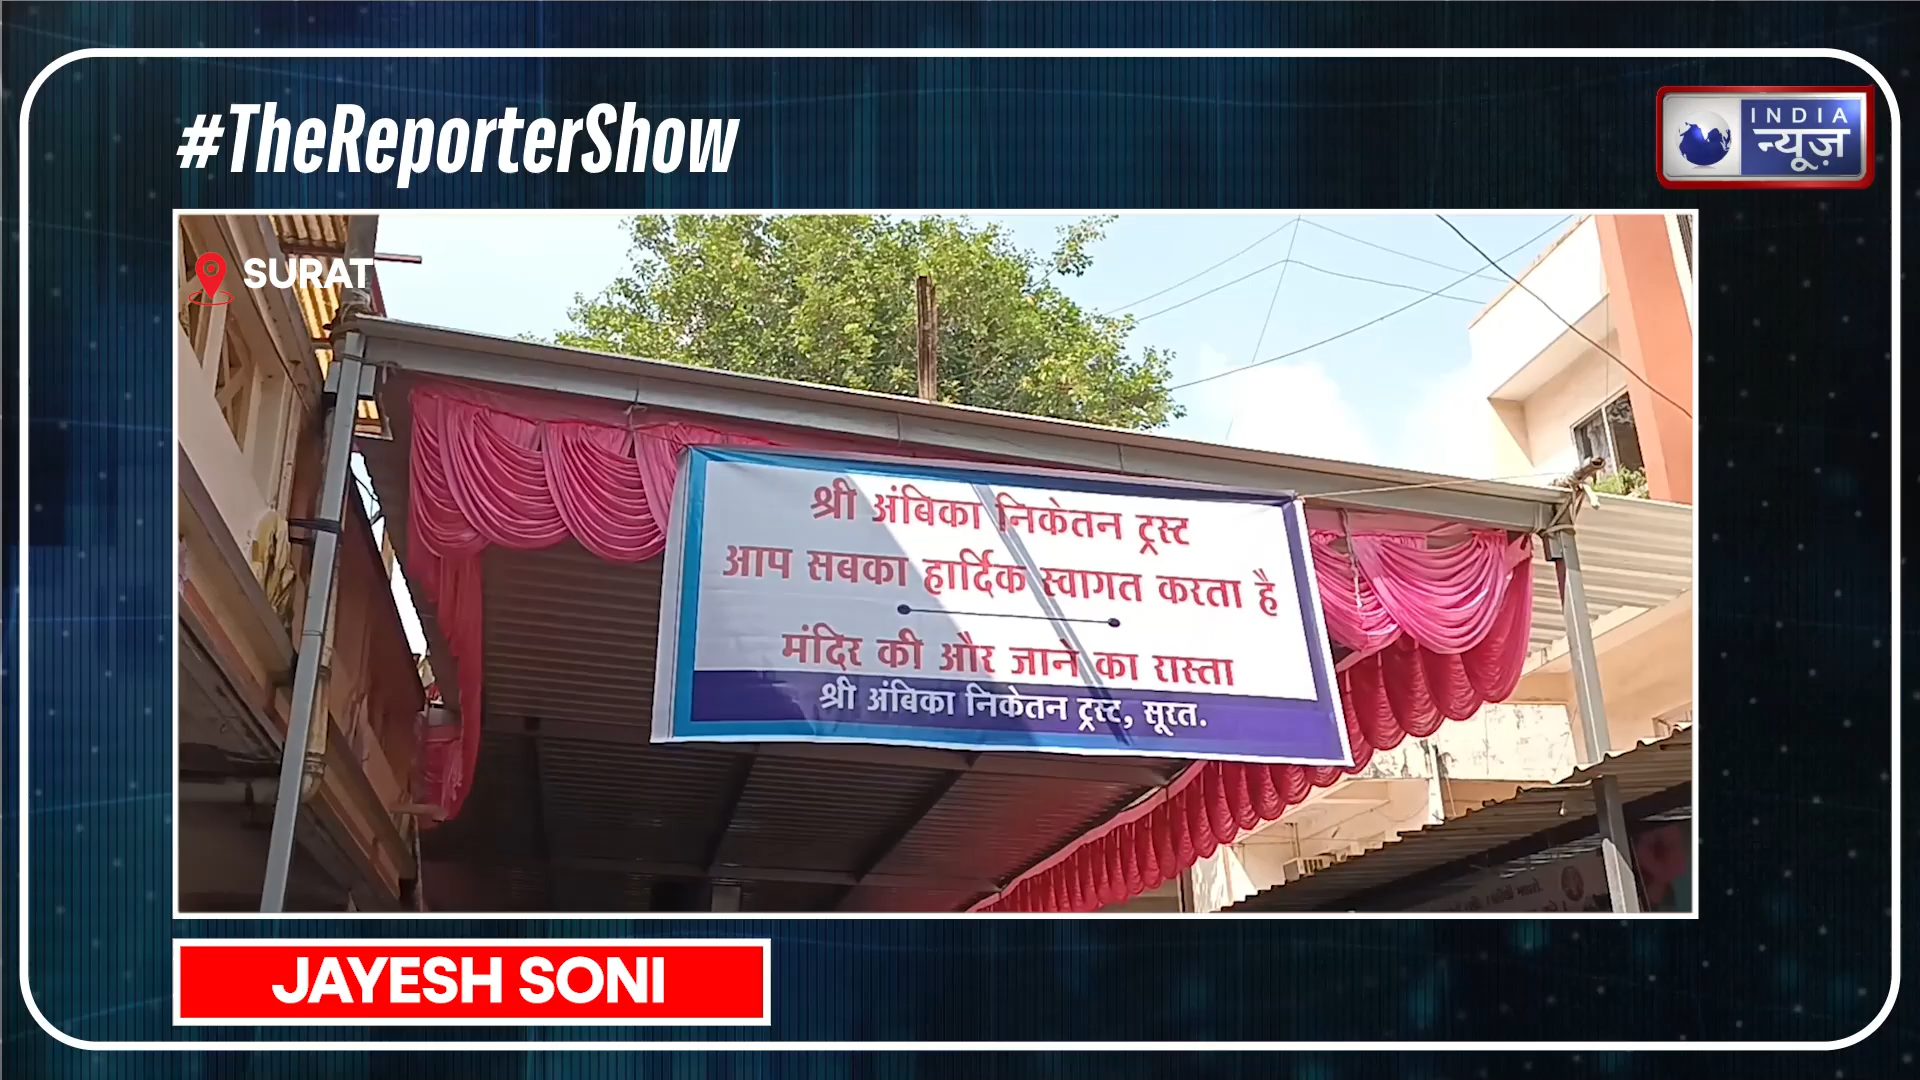 #TheReporterShow
INDIA
न्यूज़
SURAT
श्री अंबिका निकेतन ट्रस्ट
आप सबका हार्दिक स्वागत करता है
मंदिर की और जाने का रास्ता
श्री अंबिका निकेतन ट्रस्ट, सूरत.
JAYESH SONI